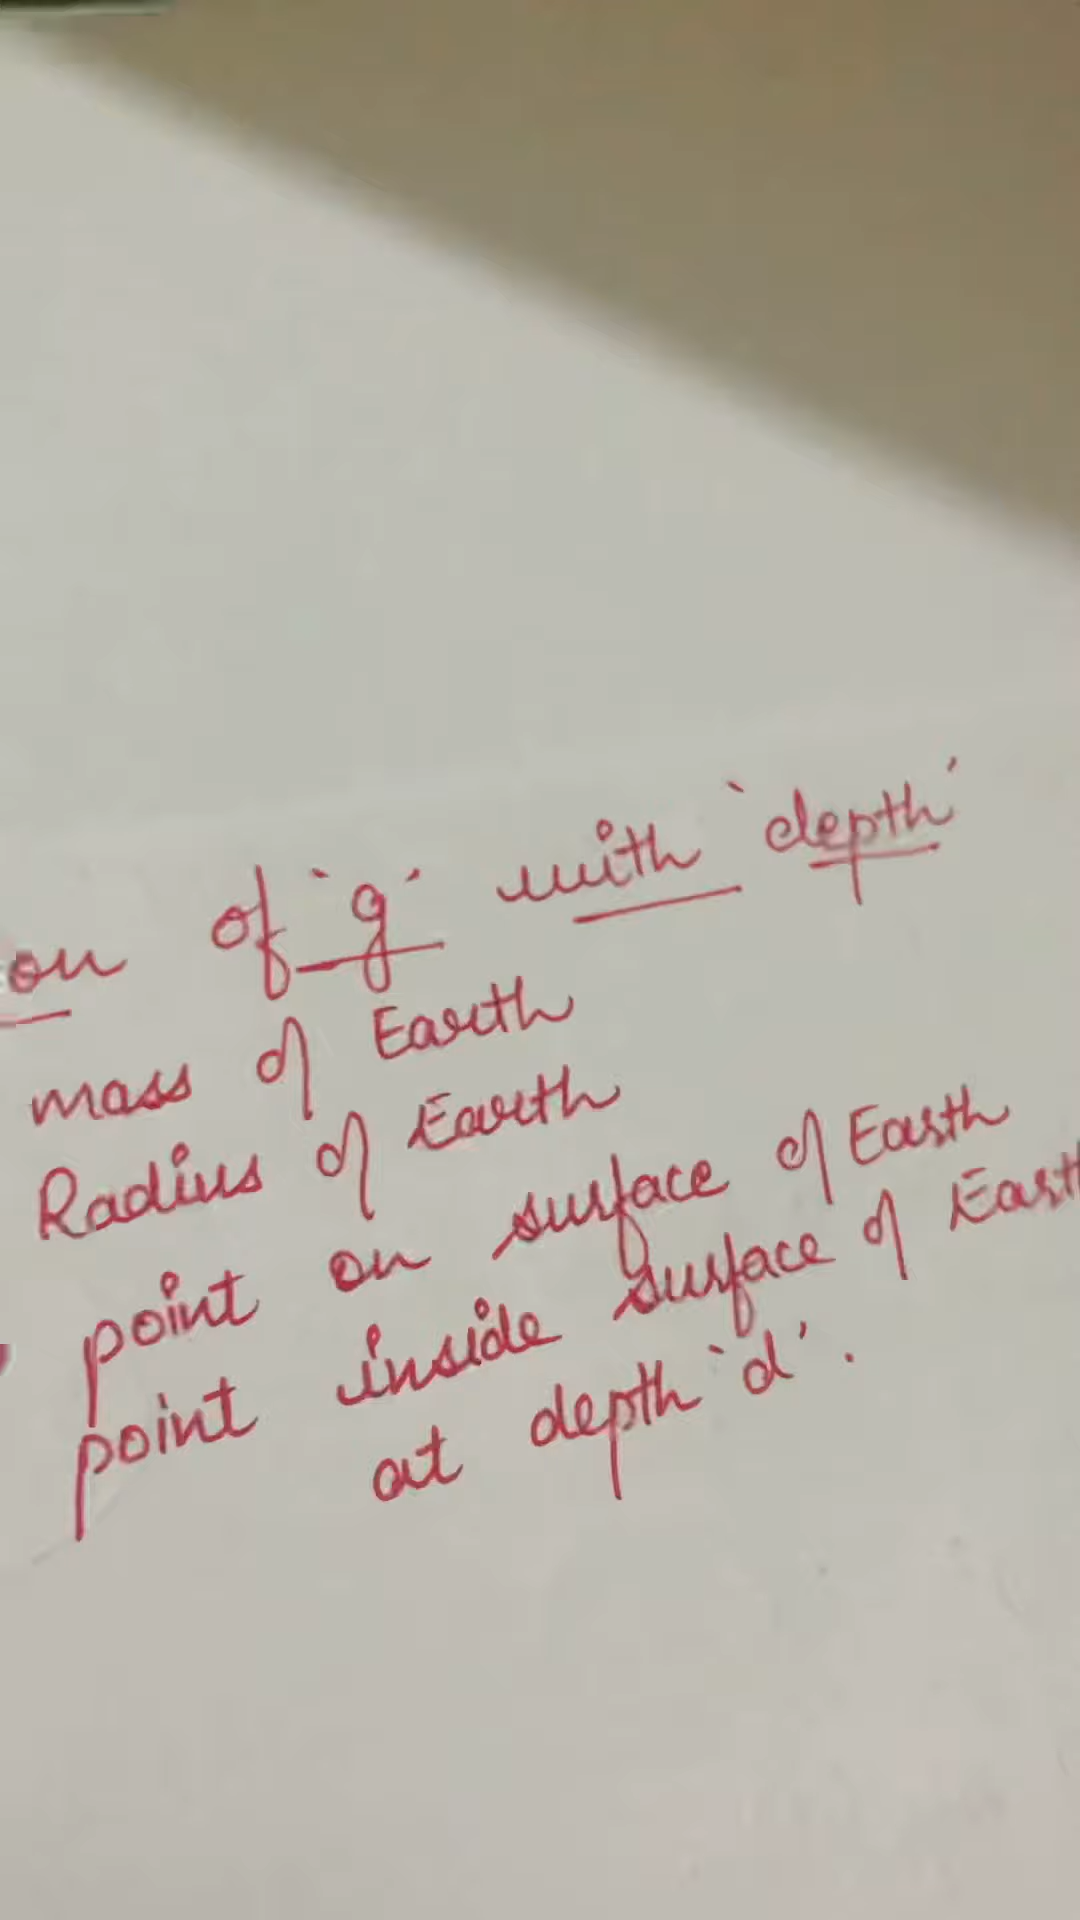 on of 'g' with 'depth'
mass of Earth
Radius of Earth
point on surface of Earth
point inside surface of Earth
at depth 'd'.